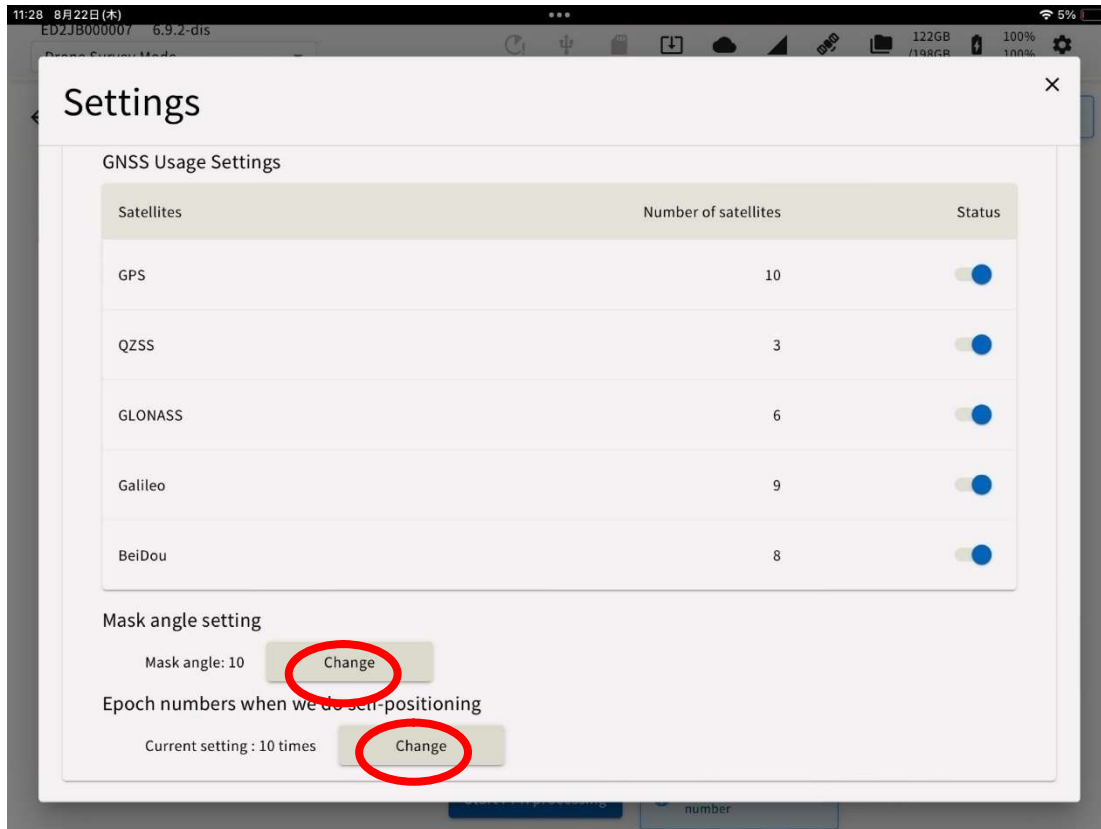 11:28 8月22日(木) ••• 5%
ED2JB000007 6.9.2-dis
122GB 100%
Drone Survey Mode /198GB 100%
Settings
GNSS Usage Settings
Satellites Number of satellites Status
GPS 10
QZSS 3
GLONASS 6
Galileo 9
BeiDou 8
Mask angle setting
Mask angle: 10 Change
Epoch numbers when we do self-positioning
Current setting : 10 times Change
number